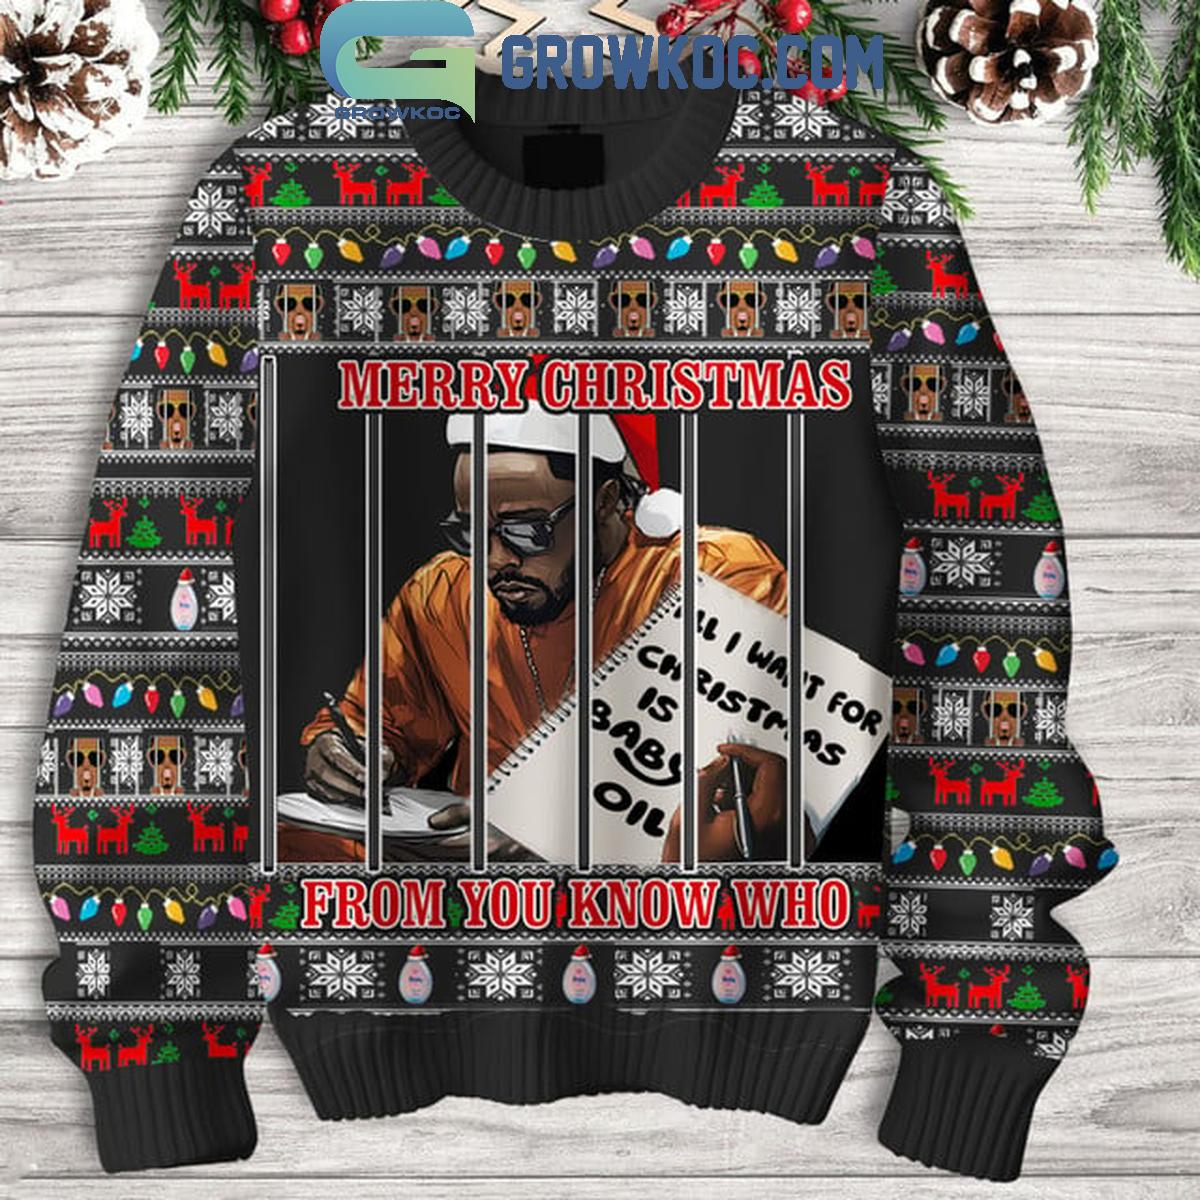 GROWKOC.COM
GROWKOC
MERRY CHRISTMAS
ALL I WANT FOR
CHRISTMAS
IS
BABY
OIL
FROM YOU KNOW WHO